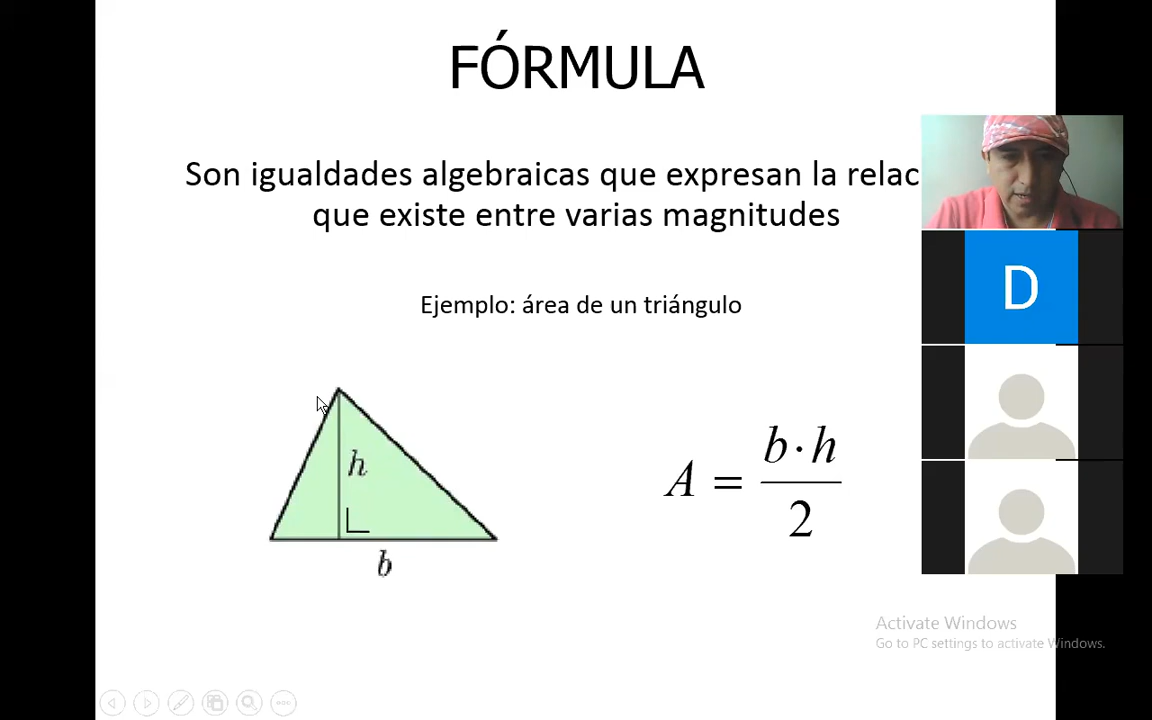 FÓRMULA
Son igualdades algebraicas que expresan la relac
que existe entre varias magnitudes
Ejemplo: área de un triángulo
h
b
A = b·h / 2
D
Activate Windows
Go to PC settings to activate Windows.